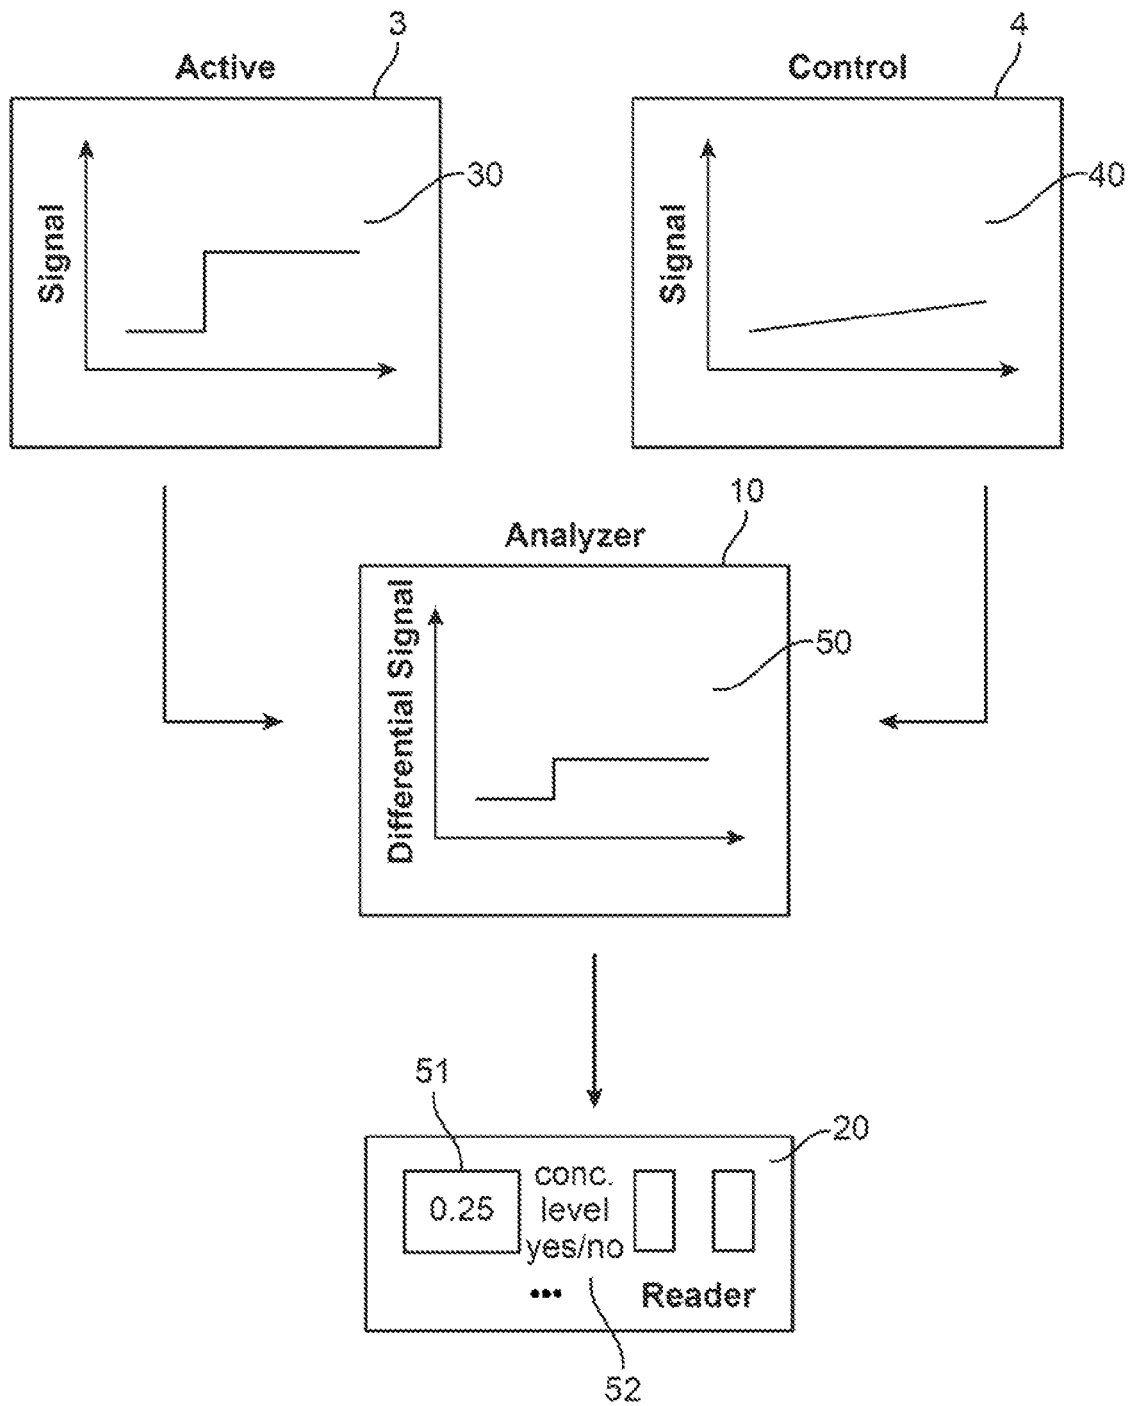 3
4
Active
Control
30
40
Signal
Signal
10
Analyzer
50
Differential Signal
51
20
0.25
conc.
level
yes/no
...
Reader
52